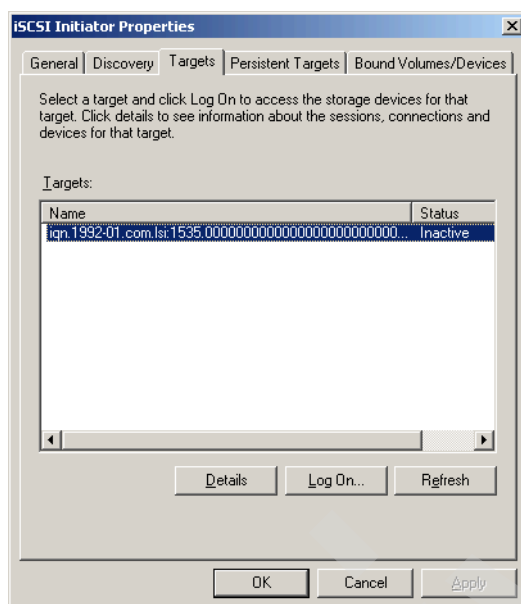 iSCSI Initiator Properties
General Discovery Targets Persistent Targets Bound Volumes/Devices
Select a target and click Log On to access the storage devices for that
target. Click details to see information about the sessions, connections and
devices for that target.
Targets:
Name Status
iqn.1992-01.com.lsi:1535.000000000000000000000000... Inactive
Details Log On... Refresh
OK Cancel Apply